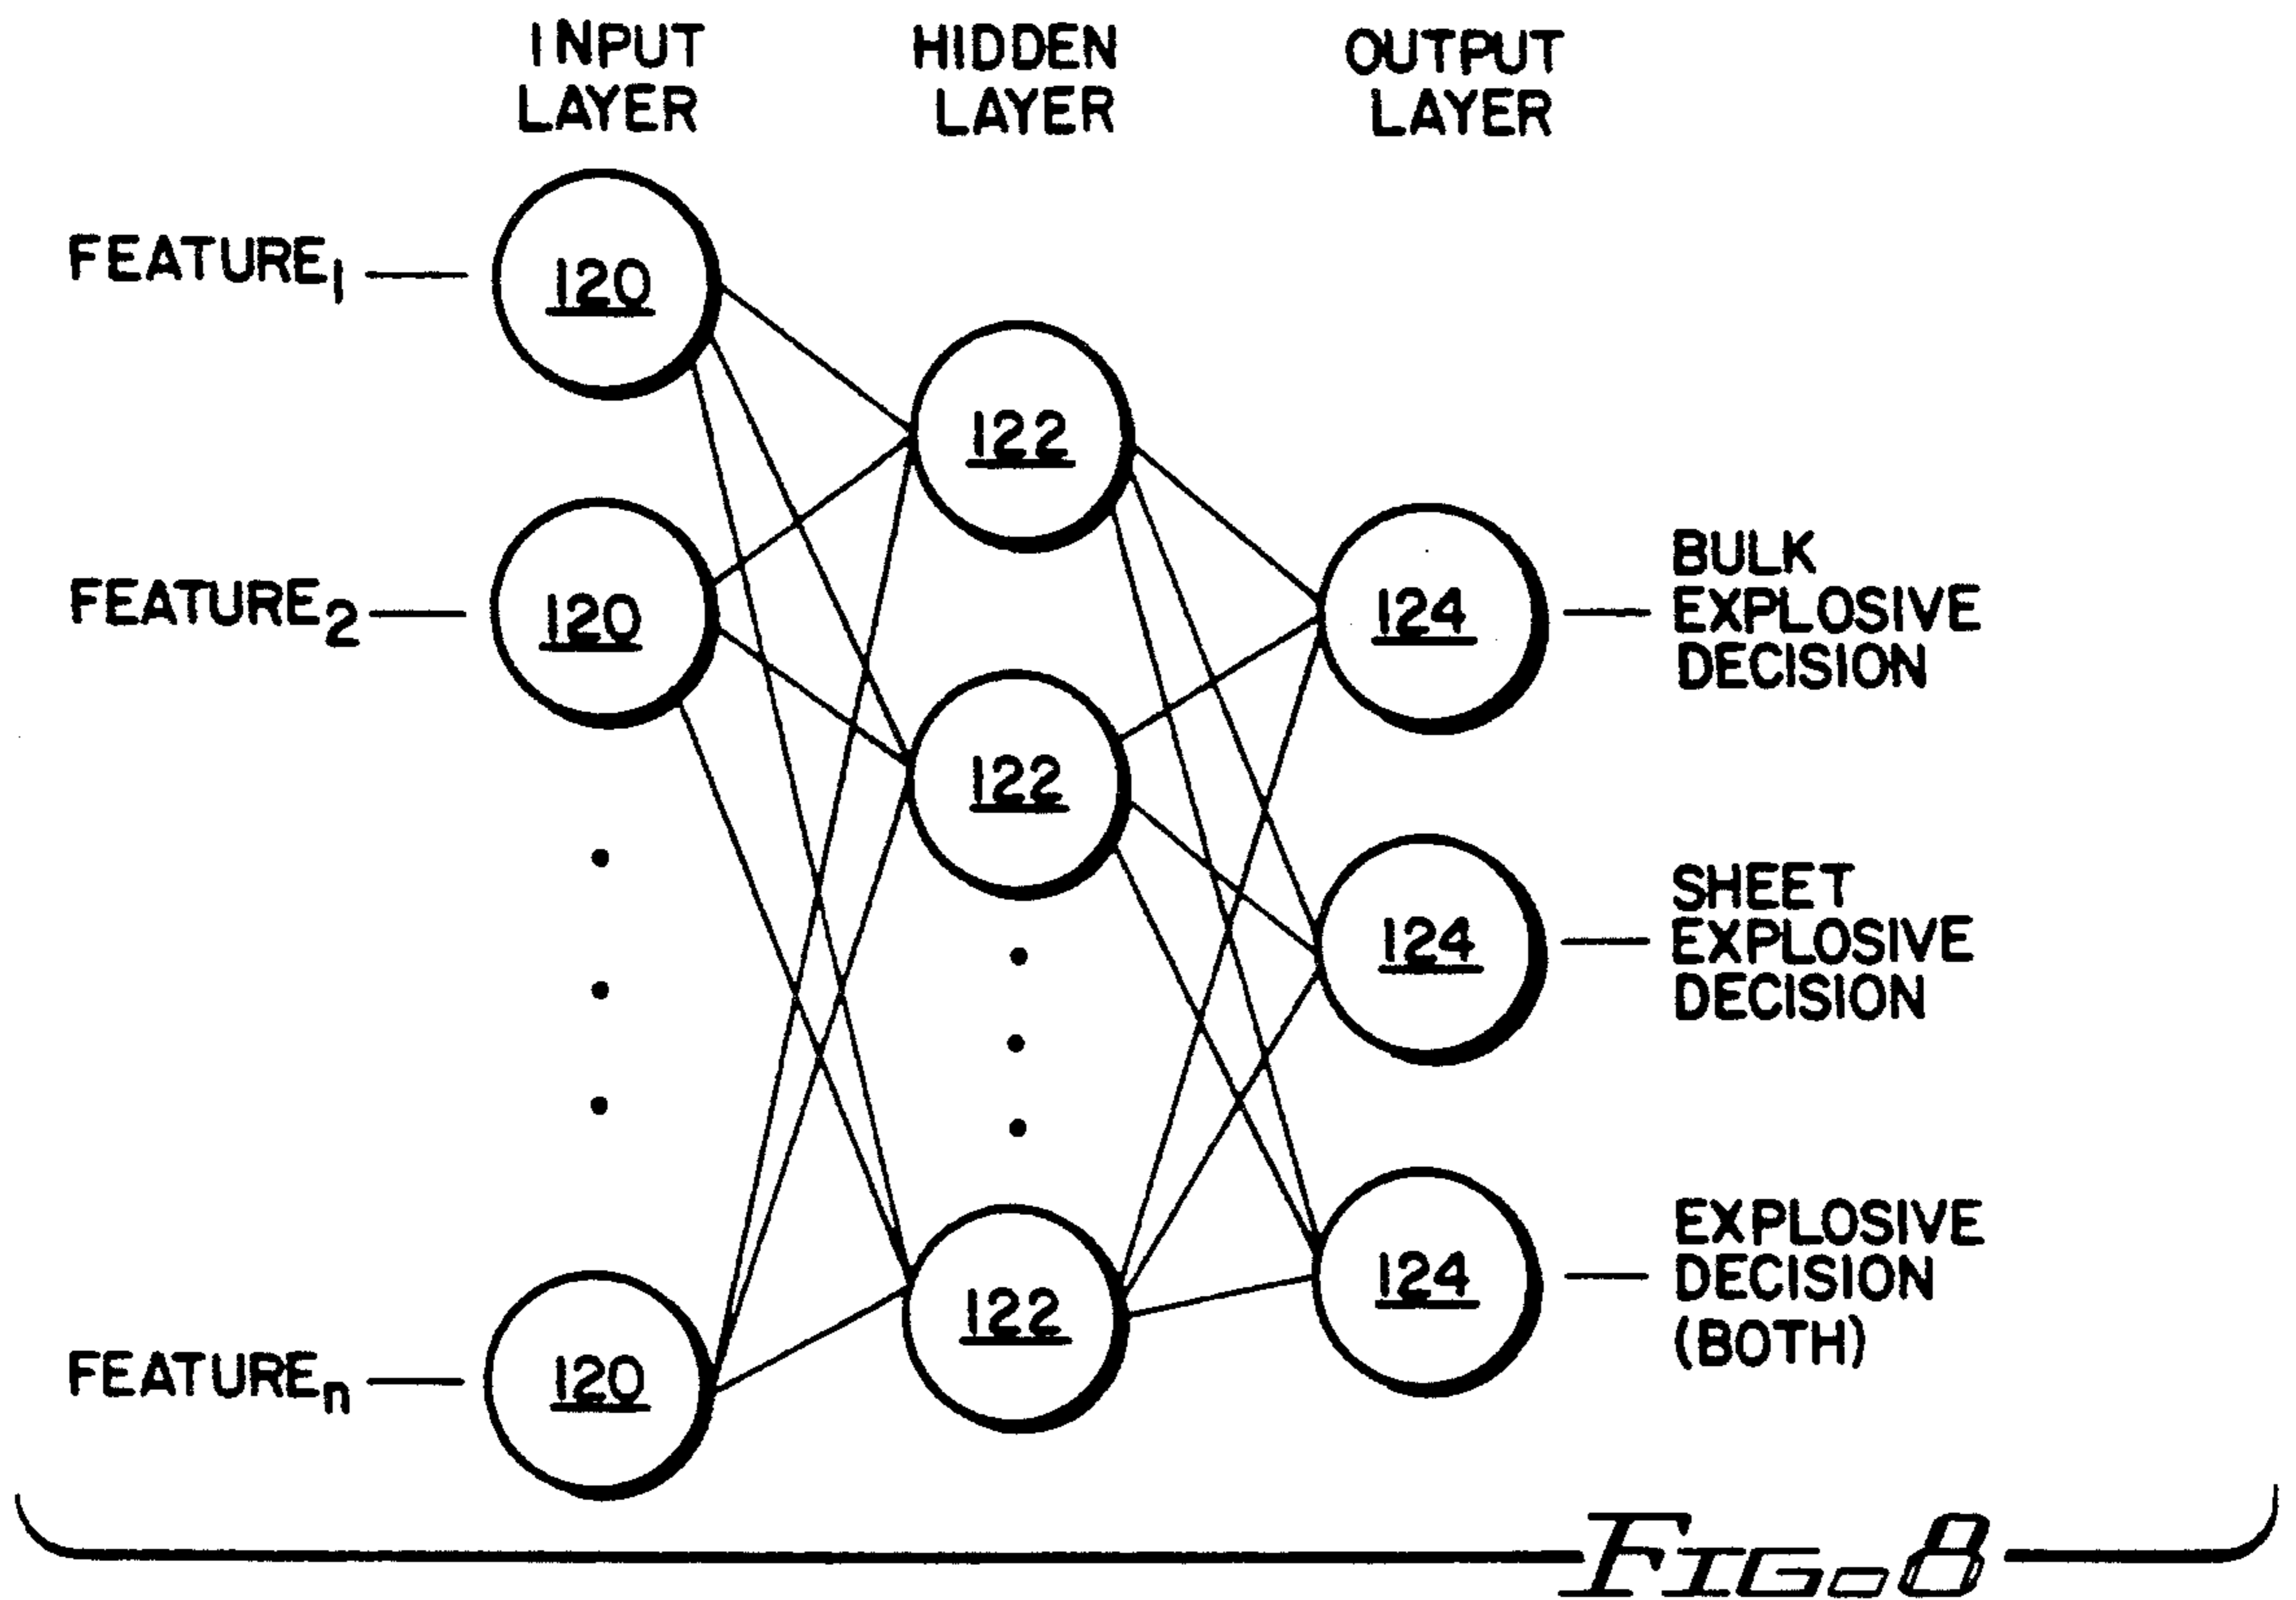 INPUT
LAYER
HIDDEN
LAYER
OUTPUT
LAYER
FEATURE1
120
122
FEATURE2
120
124
BULK
EXPLOSIVE
DECISION
122
124
SHEET
EXPLOSIVE
DECISION
122
124
EXPLOSIVE
DECISION
(BOTH)
FEATUREn
120
FIG. 8